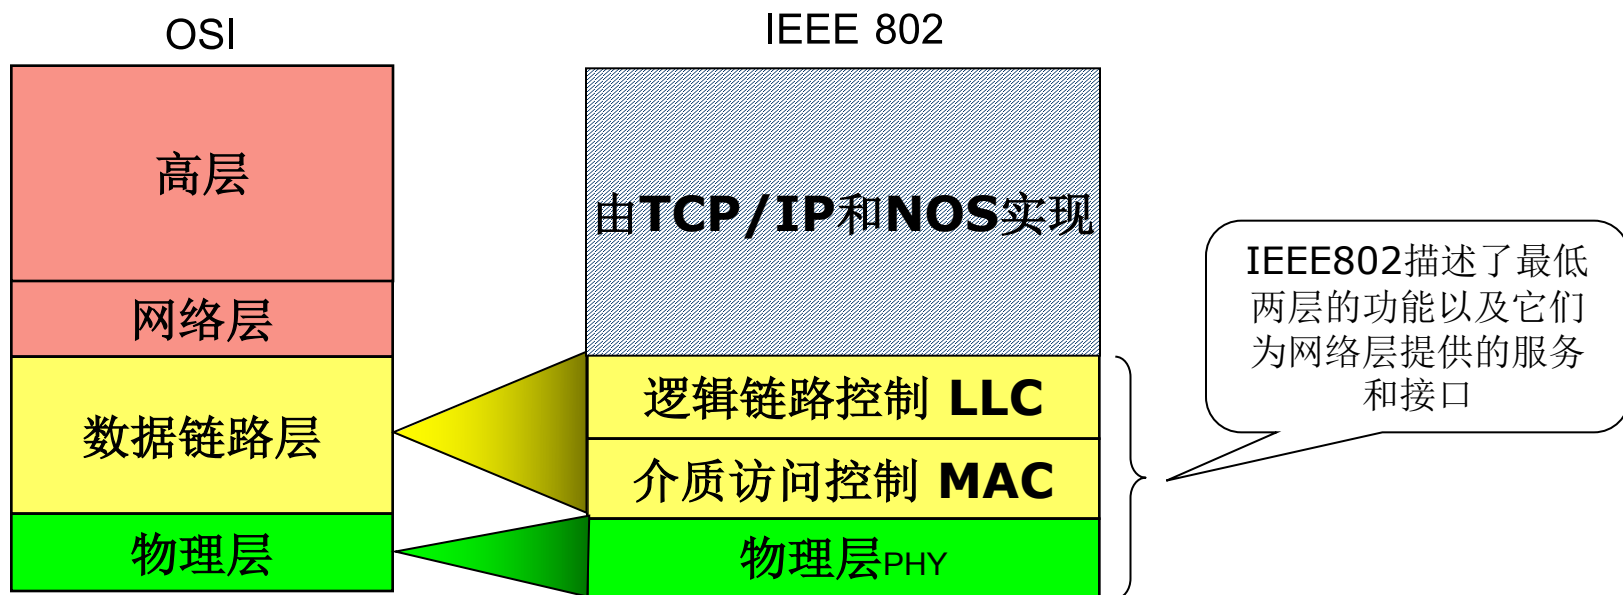 OSI
IEEE 802
高层
网络层
数据链路层
物理层
由TCP/IP和NOS实现
逻辑链路控制 LLC
介质访问控制 MAC
物理层PHY
IEEE802描述了最低
两层的功能以及它们
为网络层提供的服务
和接口